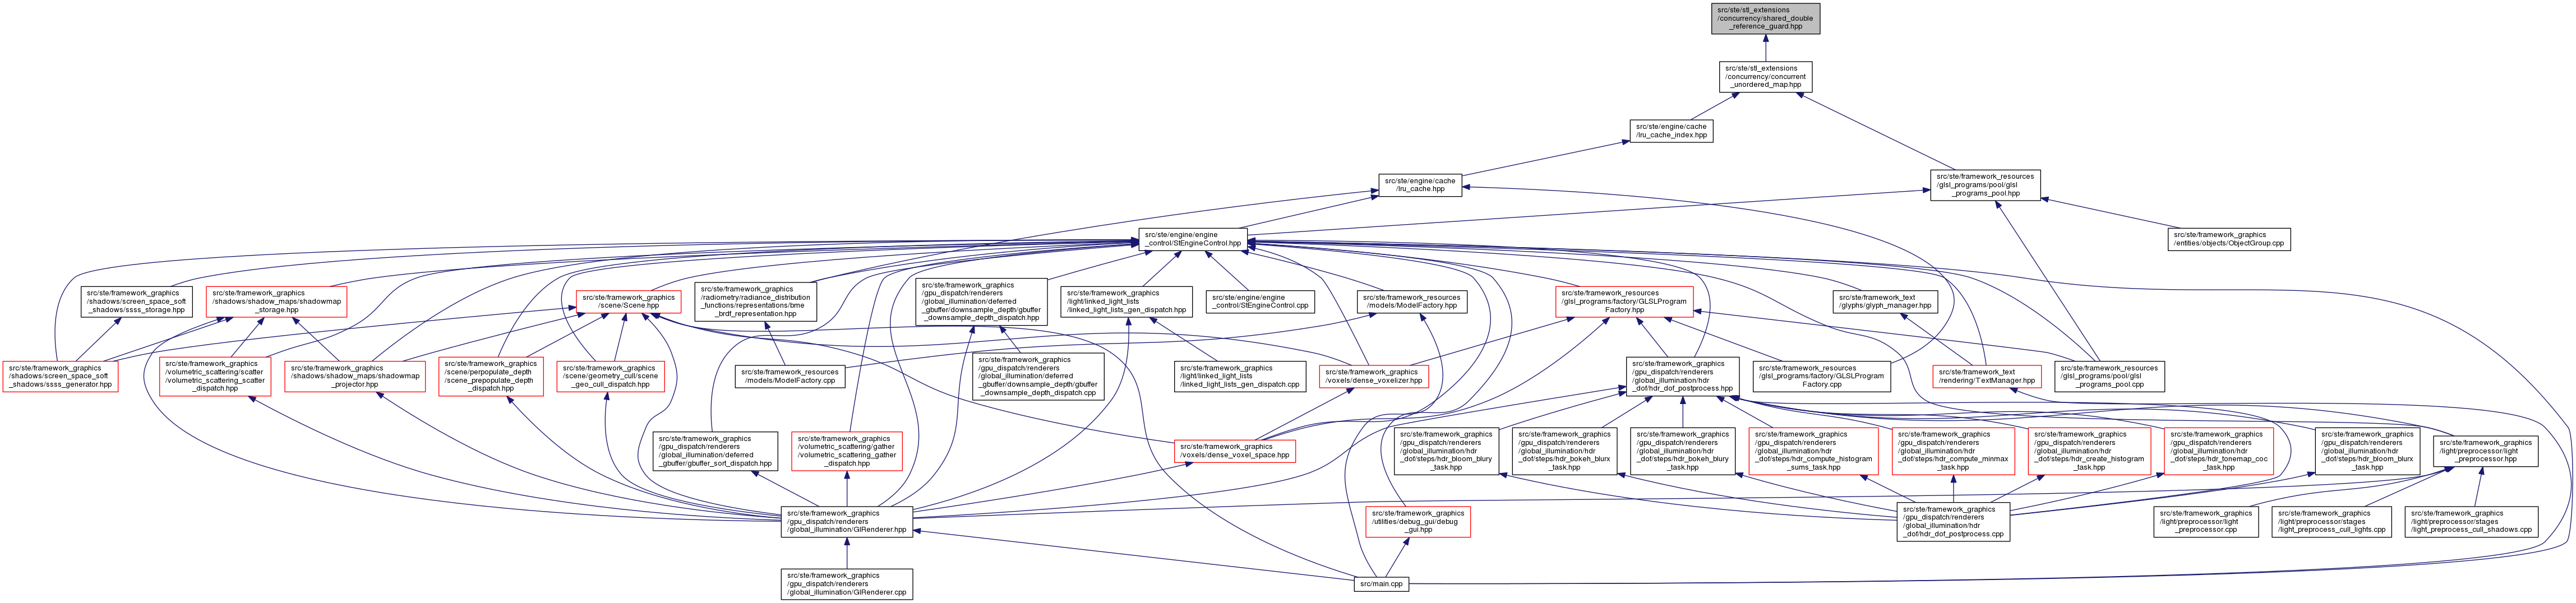 src/ste/stl_extensions
/concurrency/shared_double
_reference_guard.hpp
src/ste/stl_extensions
/concurrency/concurrent
_unordered_map.hpp
src/ste/engine/cache
/lru_cache_index.hpp
src/ste/engine/cache
/lru_cache.hpp
src/ste/framework_resources
/glsl_programs/pool/glsl
_programs_pool.hpp
src/ste/engine/engine
_control/StEngineControl.hpp
src/ste/framework_graphics
/entities/objects/ObjectGroup.cpp
src/ste/framework_graphics
/shadows/screen_space_soft
_shadows/ssss_storage.hpp
src/ste/framework_graphics
/shadows/shadow_maps/shadowmap
_storage.hpp
src/ste/framework_graphics
/scene/Scene.hpp
src/ste/framework_graphics
/radiometry/radiance_distribution
_functions/representations/bme
_brdf_representation.hpp
src/ste/framework_graphics
/gpu_dispatch/renderers
/global_illumination/deferred
_gbuffer/downsample_depth/gbuffer
_downsample_depth_dispatch.hpp
src/ste/framework_graphics
/light/linked_light_lists
/linked_light_lists_gen_dispatch.hpp
src/ste/engine/engine
_control/StEngineControl.cpp
src/ste/framework_resources
/models/ModelFactory.hpp
src/ste/framework_resources
/glsl_programs/factory/GLSLProgram
Factory.hpp
src/ste/framework_text
/glyphs/glyph_manager.hpp
src/ste/framework_graphics
/shadows/screen_space_soft
_shadows/ssss_generator.hpp
src/ste/framework_graphics
/volumetric_scattering/scatter
/volumetric_scattering_scatter
_dispatch.hpp
src/ste/framework_graphics
/shadows/shadow_maps/shadowmap
_projector.hpp
src/ste/framework_graphics
/scene/perpopulate_depth
/scene_prepopulate_depth
_dispatch.hpp
src/ste/framework_graphics
/scene/geometry_cull/scene
_geo_cull_dispatch.hpp
src/ste/framework_resources
/models/ModelFactory.cpp
src/ste/framework_graphics
/gpu_dispatch/renderers
/global_illumination/deferred
_gbuffer/downsample_depth/gbuffer
_downsample_depth_dispatch.cpp
src/ste/framework_graphics
/light/linked_light_lists
/linked_light_lists_gen_dispatch.cpp
src/ste/framework_graphics
/voxels/dense_voxelizer.hpp
src/ste/framework_graphics
/gpu_dispatch/renderers
/global_illumination/hdr
_dof/hdr_dof_postprocess.hpp
src/ste/framework_resources
/glsl_programs/factory/GLSLProgram
Factory.cpp
src/ste/framework_text
/rendering/TextManager.hpp
src/ste/framework_resources
/glsl_programs/pool/glsl
_programs_pool.cpp
src/ste/framework_graphics
/gpu_dispatch/renderers
/global_illumination/deferred
_gbuffer/gbuffer_sort_dispatch.hpp
src/ste/framework_graphics
/volumetric_scattering/gather
/volumetric_scattering_gather
_dispatch.hpp
src/ste/framework_graphics
/voxels/dense_voxel_space.hpp
src/ste/framework_graphics
/gpu_dispatch/renderers
/global_illumination/hdr
_dof/steps/hdr_bloom_blury
_task.hpp
src/ste/framework_graphics
/gpu_dispatch/renderers
/global_illumination/hdr
_dof/steps/hdr_bokeh_blurx
_task.hpp
src/ste/framework_graphics
/gpu_dispatch/renderers
/global_illumination/hdr
_dof/steps/hdr_bokeh_blury
_task.hpp
src/ste/framework_graphics
/gpu_dispatch/renderers
/global_illumination/hdr
_dof/steps/hdr_compute_histogram
_sums_task.hpp
src/ste/framework_graphics
/gpu_dispatch/renderers
/global_illumination/hdr
_dof/steps/hdr_compute_minmax
_task.hpp
src/ste/framework_graphics
/gpu_dispatch/renderers
/global_illumination/hdr
_dof/steps/hdr_create_histogram
_task.hpp
src/ste/framework_graphics
/gpu_dispatch/renderers
/global_illumination/hdr
_dof/steps/hdr_tonemap_coc
_task.hpp
src/ste/framework_graphics
/gpu_dispatch/renderers
/global_illumination/hdr
_dof/steps/hdr_bloom_blurx
_task.hpp
src/ste/framework_graphics
/light/preprocessor/light
_preprocessor.hpp
src/ste/framework_graphics
/gpu_dispatch/renderers
/global_illumination/GIRenderer.hpp
src/ste/framework_graphics
/utilities/debug_gui/debug
_gui.hpp
src/ste/framework_graphics
/gpu_dispatch/renderers
/global_illumination/hdr
_dof/hdr_dof_postprocess.cpp
src/ste/framework_graphics
/light/preprocessor/light
_preprocessor.cpp
src/ste/framework_graphics
/light/preprocessor/stages
/light_preprocess_cull_lights.cpp
src/ste/framework_graphics
/light/preprocessor/stages
/light_preprocess_cull_shadows.cpp
src/ste/framework_graphics
/gpu_dispatch/renderers
/global_illumination/GIRenderer.cpp
src/main.cpp